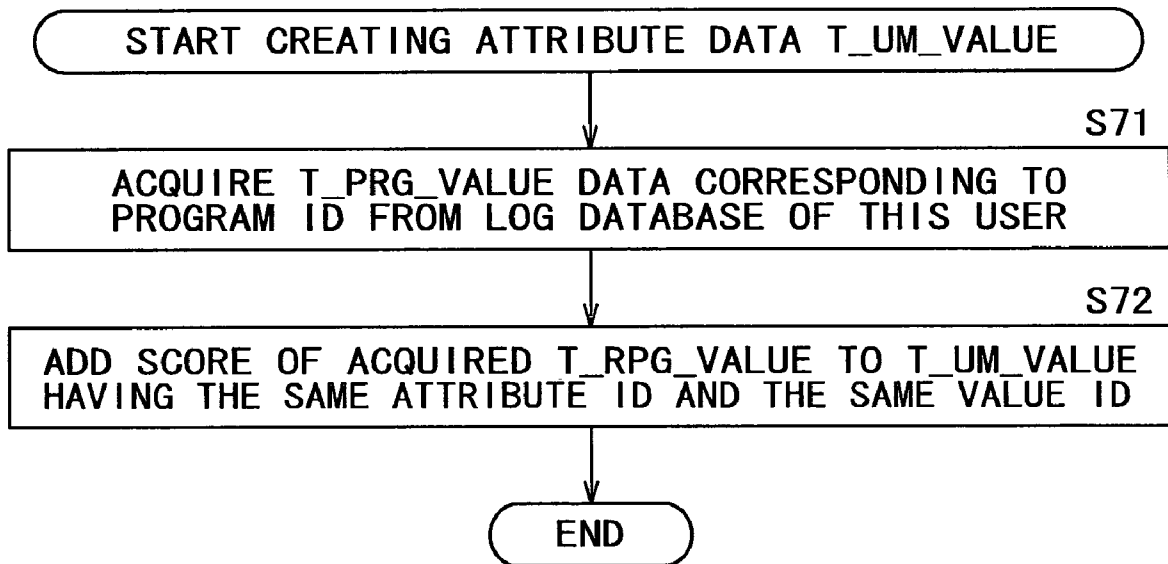 START CREATING ATTRIBUTE DATA T_UM_VALUE
S71
ACQUIRE T_PRG_VALUE DATA CORRESPONDING TO
PROGRAM ID FROM LOG DATABASE OF THIS USER
S72
ADD SCORE OF ACQUIRED T_RPG_VALUE TO T_UM_VALUE
HAVING THE SAME ATTRIBUTE ID AND THE SAME VALUE ID
END